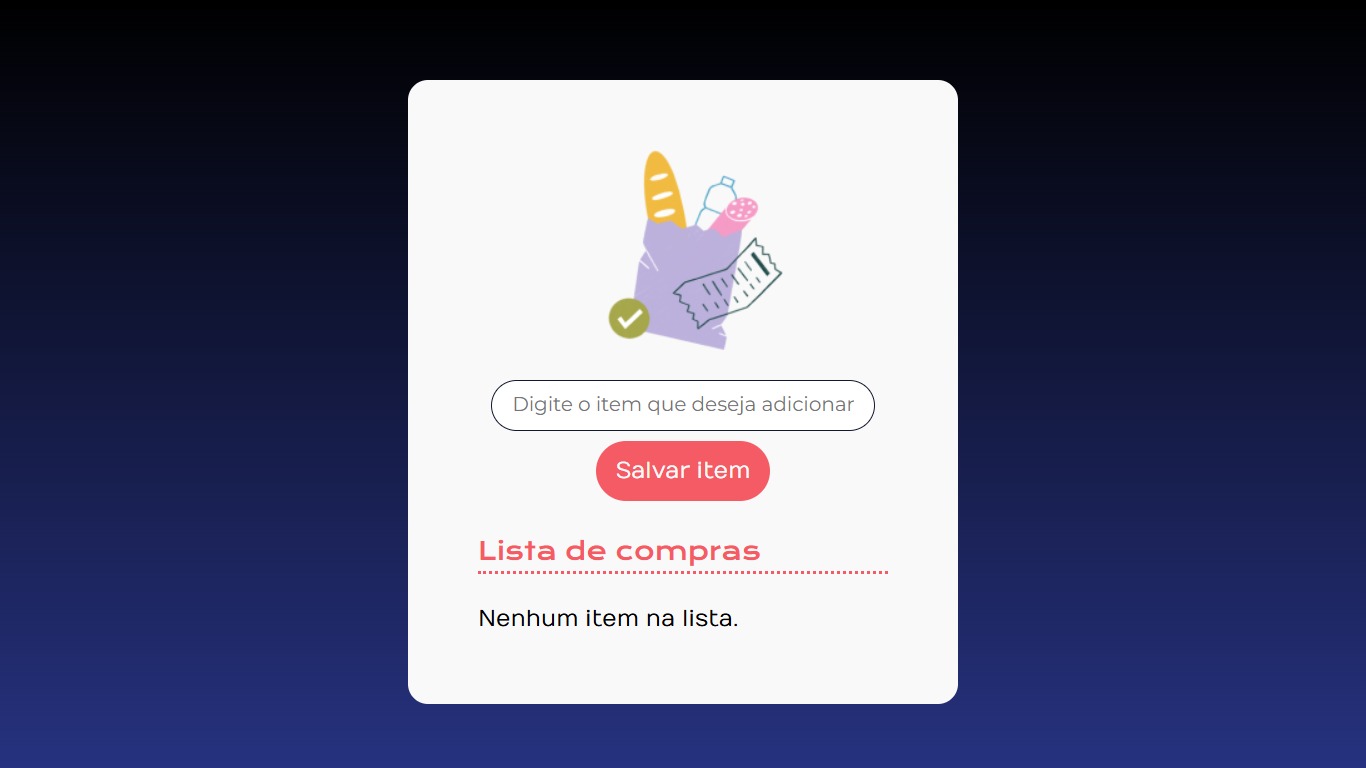 Digite o item que deseja adicionar
Salvar item
Lista de compras
Nenhum item na lista.